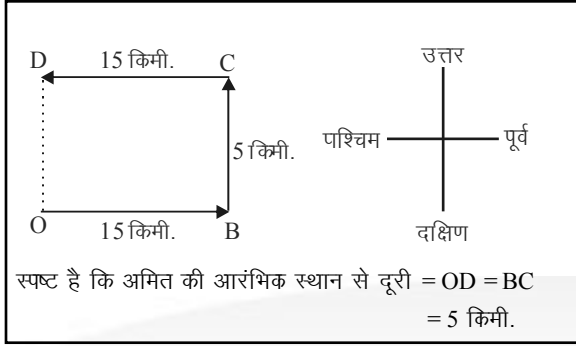 उत्तर
D 15 किमी. C
पश्चिम पूर्व
5 किमी.
O 15 किमी. B
दक्षिण
स्पष्ट है कि अमित की आरंभिक स्थान से दूरी = OD = BC
= 5 किमी.